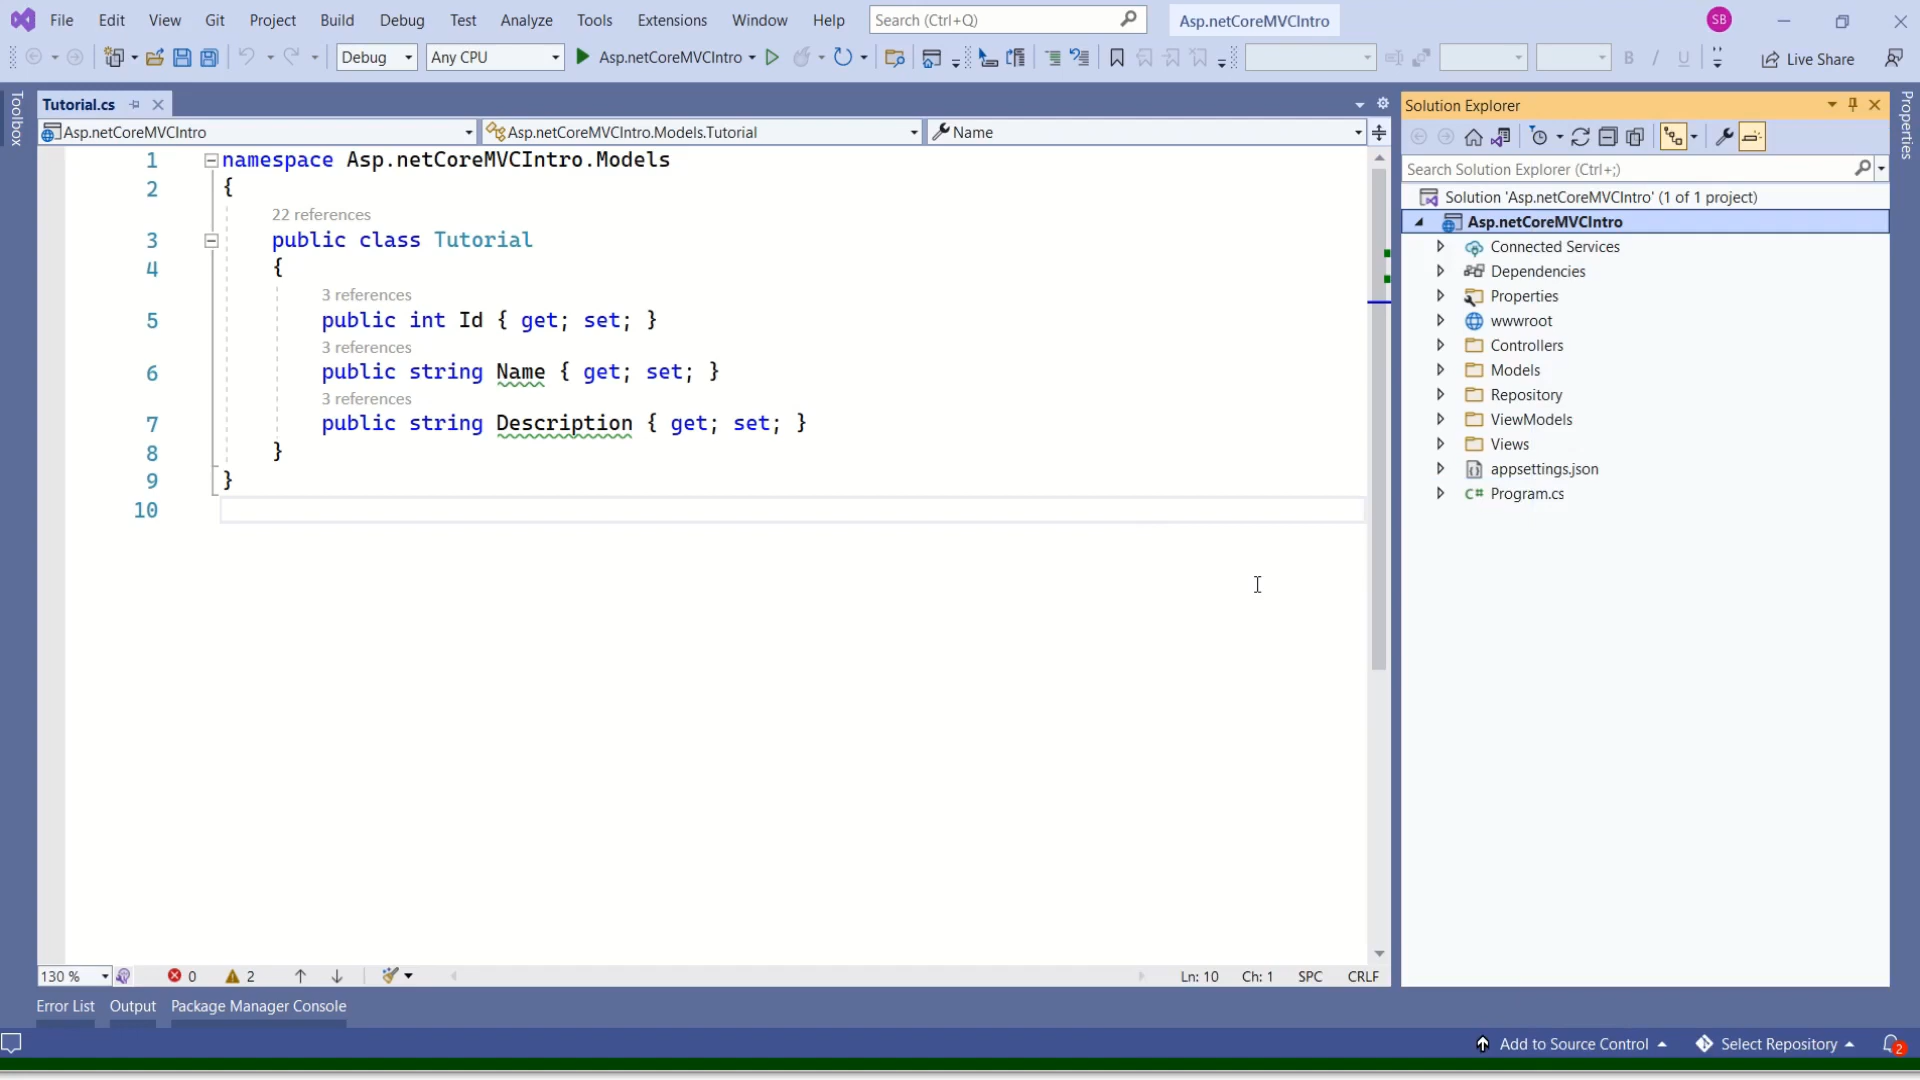 File Edit View Git Project Build Debug Test Analyze Tools Extensions Window Help Search (Ctrl+Q) Asp.netCoreMVCIntro SB
Debug Any CPU Asp.netCoreMVCIntro B I U Live Share
Toolbox
Tutorial.cs
Asp.netCoreMVCIntro Asp.netCoreMVCIntro.Models.Tutorial Name
1 namespace Asp.netCoreMVCIntro.Models
2 {
22 references
3 public class Tutorial
4 {
3 references
5 public int Id { get; set; }
3 references
6 public string Name { get; set; }
3 references
7 public string Description { get; set; }
8 }
9 }
10
130 % 0 2 Ln: 10 Ch: 1 SPC CRLF
Error List Output Package Manager Console
Solution Explorer
Search Solution Explorer (Ctrl+;)
Solution 'Asp.netCoreMVCIntro' (1 of 1 project)
Asp.netCoreMVCIntro
Connected Services
Dependencies
Properties
wwwroot
Controllers
Models
Repository
ViewModels
Views
appsettings.json
C# Program.cs
Properties
Add to Source Control Select Repository 2